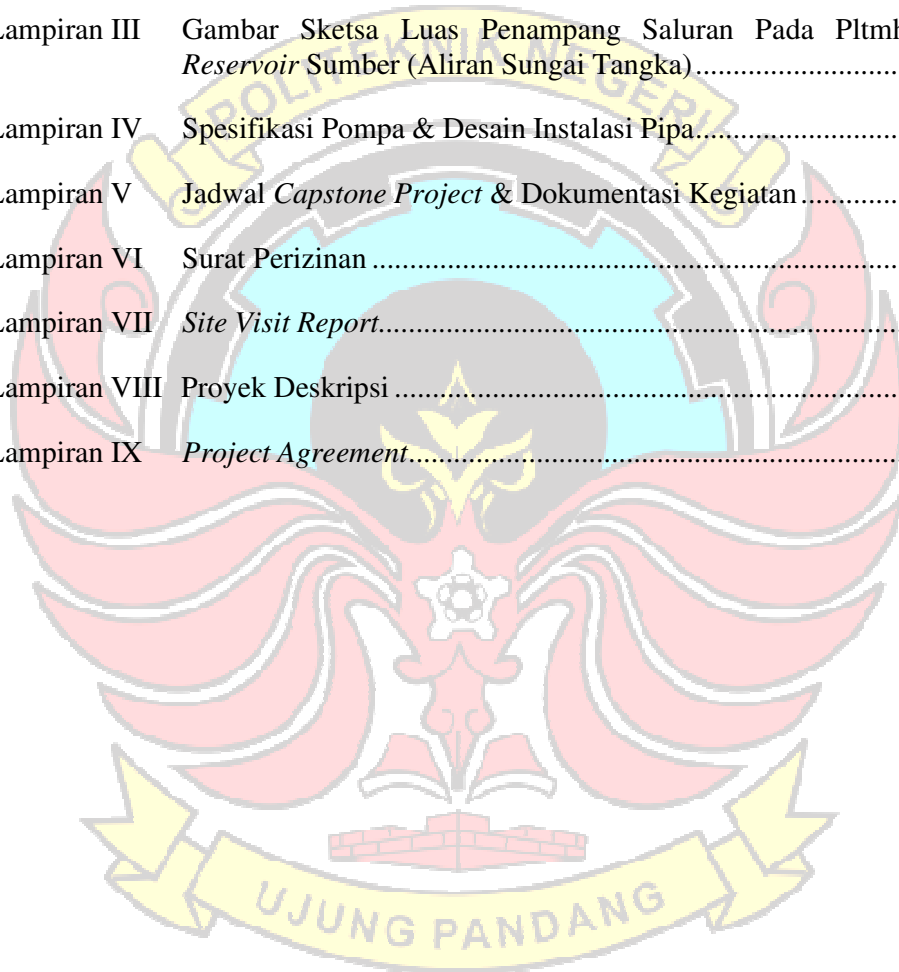 Lampiran III Gambar Sketsa Luas Penampang Saluran Pada Pltmh
Reservoir Sumber (Aliran Sungai Tangka)
Lampiran IV Spesifikasi Pompa & Desain Instalasi Pipa
Lampiran V Jadwal Capstone Project & Dokumentasi Kegiatan
Lampiran VI Surat Perizinan
Lampiran VII Site Visit Report
Lampiran VIII Proyek Deskripsi
Lampiran IX Project Agreement
POLITEKNIK NEGERI
UJUNG PANDANG